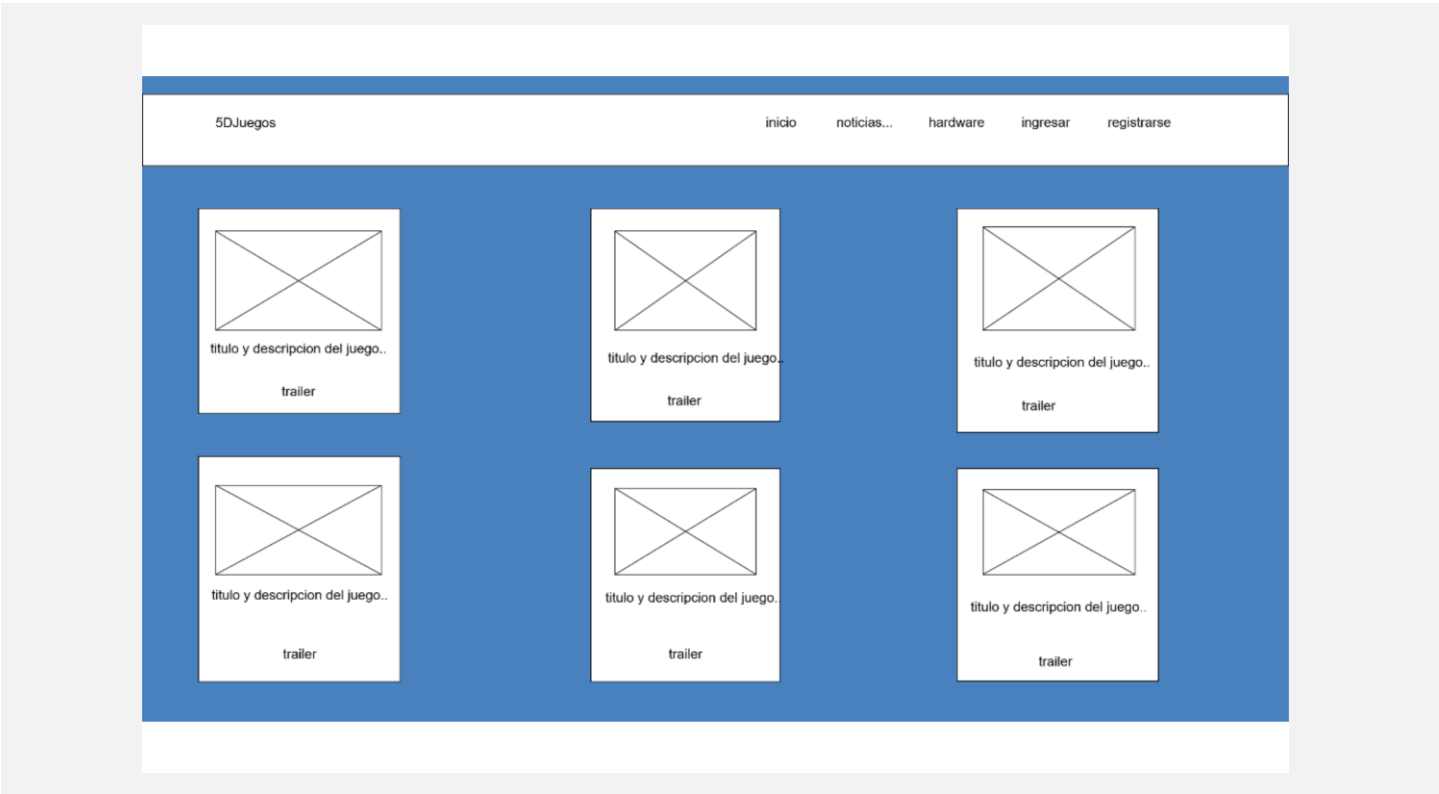 5DJuegos
inicio
noticias...
hardware
ingresar
registrarse
titulo y descripcion del juego..
titulo y descripcion del juego..
titulo y descripcion del juego..
trailer
trailer
trailer
titulo y descripcion del juego..
titulo y descripcion del juego..
titulo y descripcion del juego..
trailer
trailer
trailer